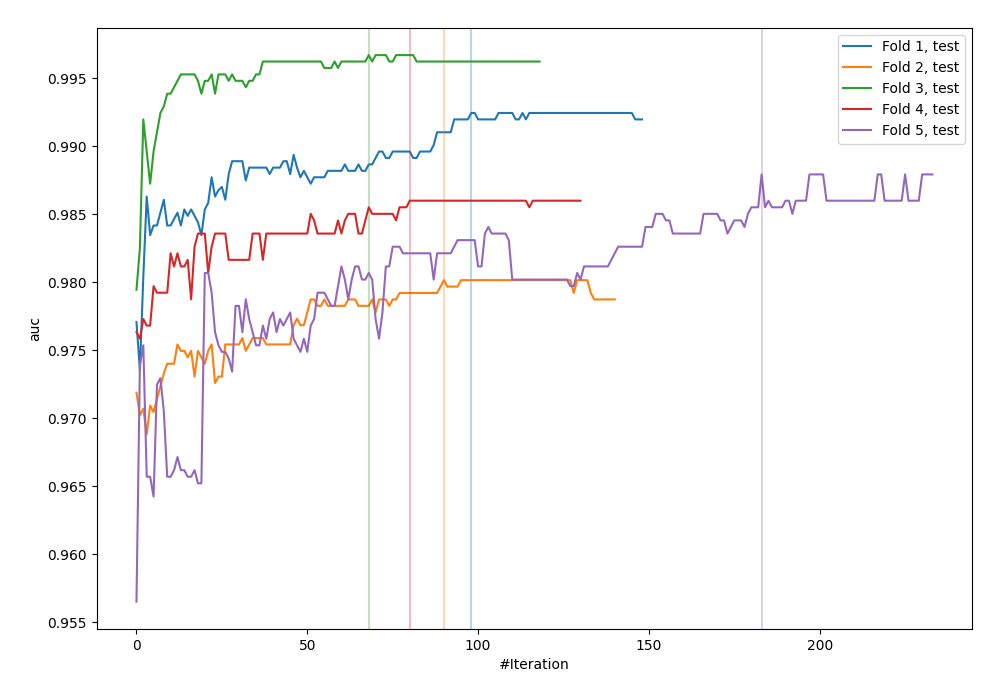 Fold 1, test
Fold 2, test
Fold 3, test
Fold 4, test
Fold 5, test
0.995
0.990
0.985
0.980
0.975
0.970
0.965
0.960
0.955
auc
0 50 100 150 200
#Iteration